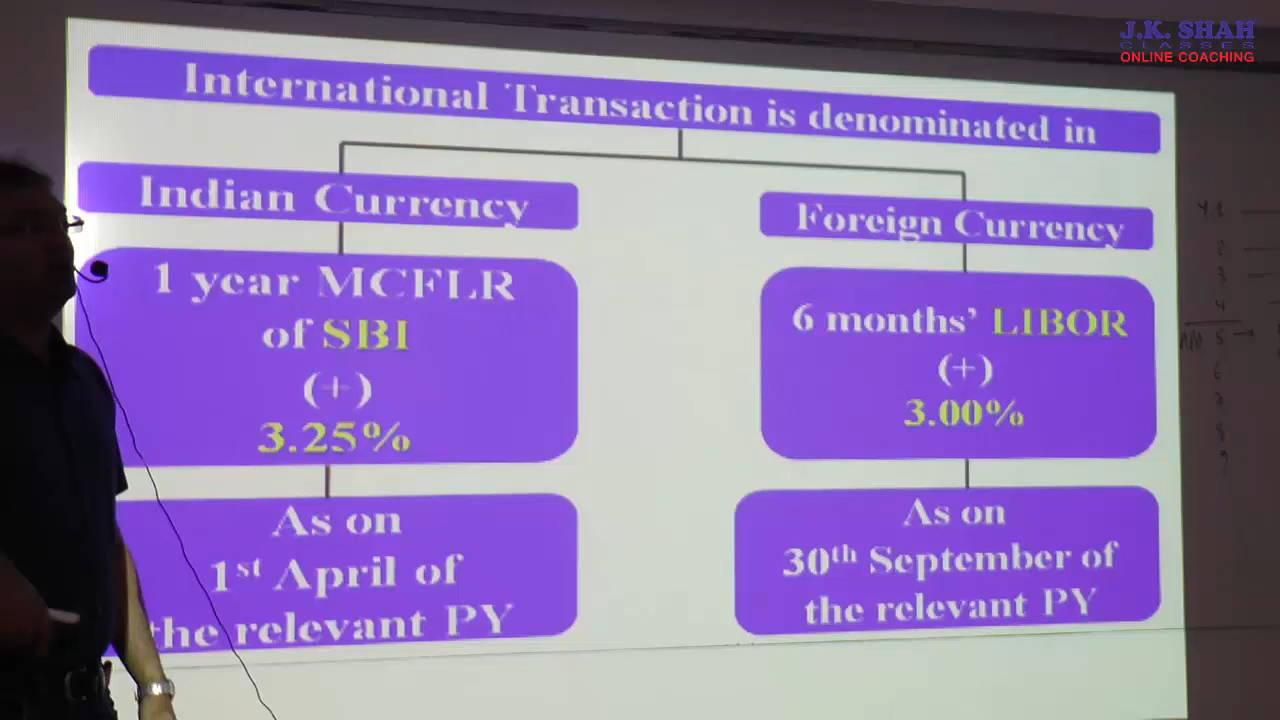 J.K. SHAH
CLASSES
ONLINE COACHING
International Transaction is denominated in
Indian Currency
1 year MCFLR
of SBI
(+)
3.25%
As on
1st April of
the relevant PY
Foreign Currency
6 months' LIBOR
(+)
3.00%
As on
30th September of
the relevant PY